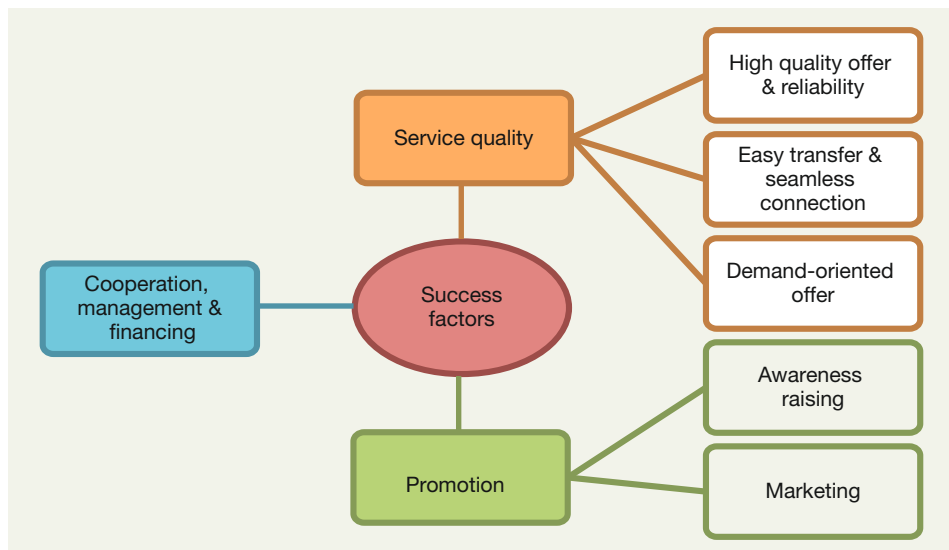 High quality offer
& reliability
Service quality
Easy transfer &
seamless
connection
Demand-oriented
offer
Cooperation,
management &
financing
Success
factors
Awareness
raising
Promotion
Marketing